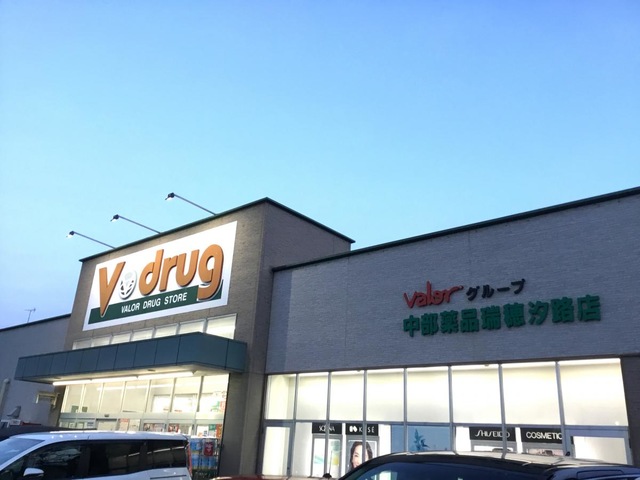 V drug
VALOR DRUG STORE
Valor グループ
中部薬品瑞穂汐路店
KOSÉ
SHISEIDO
COSMETIC